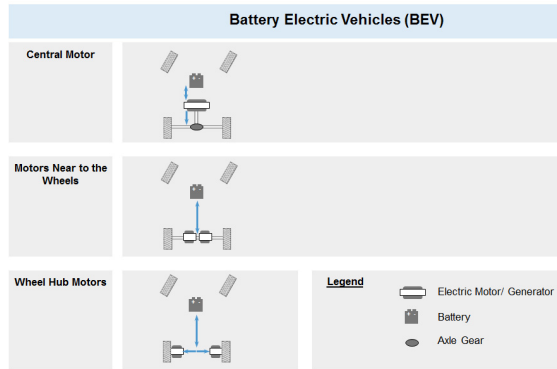 Battery Electric Vehicles (BEV)
Central Motor
Motors Near to the
Wheels
Wheel Hub Motors
Legend
Electric Motor/ Generator
Battery
Axle Gear